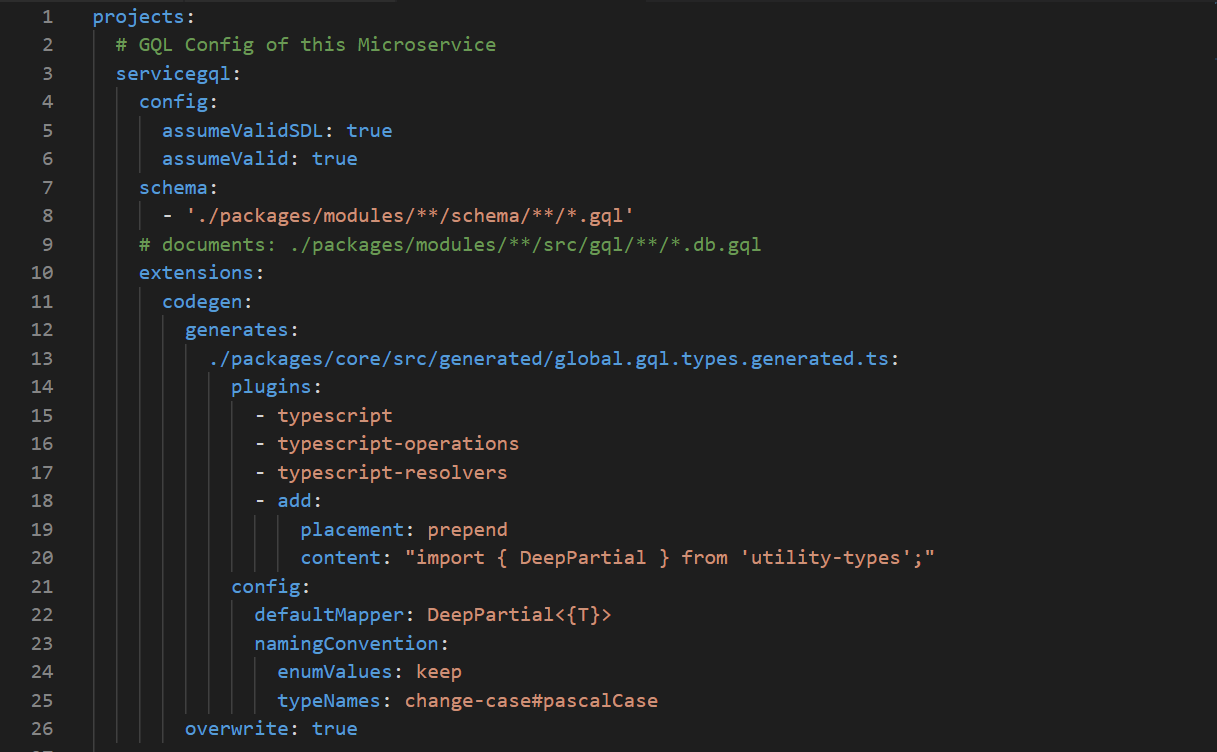 1 projects:
2   # GQL Config of this Microservice
3   servicegql:
4     config:
5       assumeValidSDL: true
6       assumeValid: true
7     schema:
8       - './packages/modules/**/schema/**/*.gql'
9     # documents: ./packages/modules/**/src/gql/**/*.db.gql
10     extensions:
11       codegen:
12         generates:
13           ./packages/core/src/generated/global.gql.types.generated.ts:
14             plugins:
15               - typescript
16               - typescript-operations
17               - typescript-resolvers
18               - add:
19                   placement: prepend
20                   content: "import { DeepPartial } from 'utility-types';"
21             config:
22               defaultMapper: DeepPartial<{T}>
23               namingConvention:
24                 enumValues: keep
25                 typeNames: change-case#pascalCase
26         overwrite: true